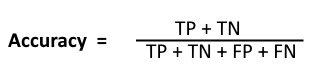 Accuracy = TP + TN
TP + TN + FP + FN